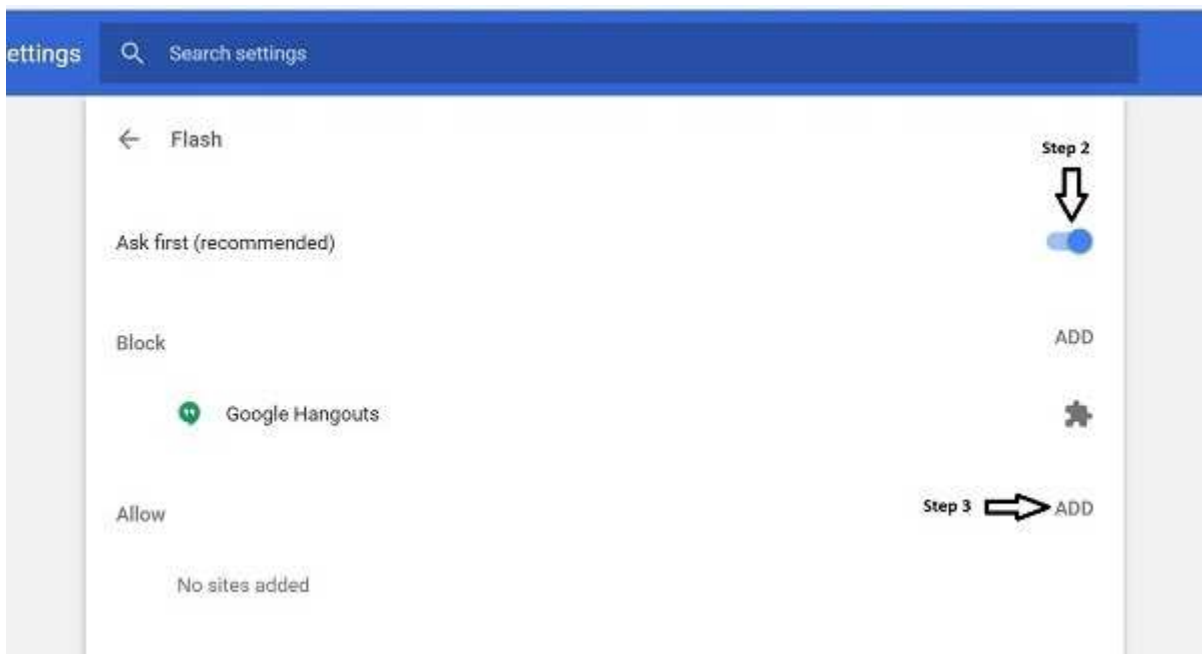 ettings
Search settings
Flash
Step 2
Ask first (recommended)
Block
ADD
Google Hangouts
Allow
Step 3
ADD
No sites added